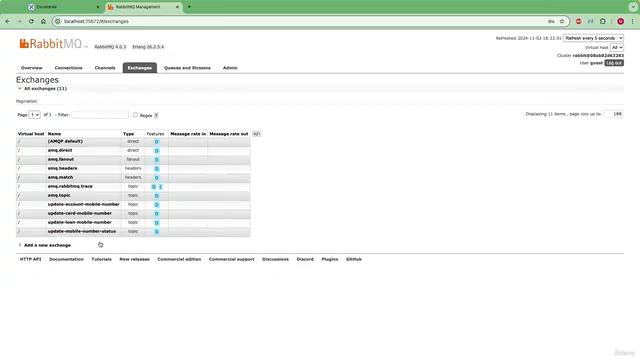 Excalidraw
RabbitMQ Management
localhost:15672/#/exchanges
RabbitMQ
RabbitMQ 4.0.3
Erlang 26.2.5.4
Refreshed 2024-11-02 18:22:01
Refresh every 5 seconds
Virtual host All
Cluster rabbit@08ab82d63283
User guest Log out
Overview Connections Channels Exchanges Queues and Streams Admin
Exchanges
All exchanges (11)
Pagination
Page 1 of 1 - Filter: Regex ?
Displaying 11 items , page size up to: 100
Virtual host Name Type Features Message rate in Message rate out +/-
/ (AMQP default) direct D
/ amq.direct direct D
/ amq.fanout fanout D
/ amq.headers headers D
/ amq.match headers D
/ amq.rabbitmq.trace topic D I
/ amq.topic topic D
/ update-account-mobile-number topic D
/ update-card-mobile-number topic D
/ update-loan-mobile-number topic D
/ update-mobile-number-status topic D
Add a new exchange
HTTP API Documentation Tutorials New releases Commercial edition Commercial support Discussions Discord Plugins GitHub